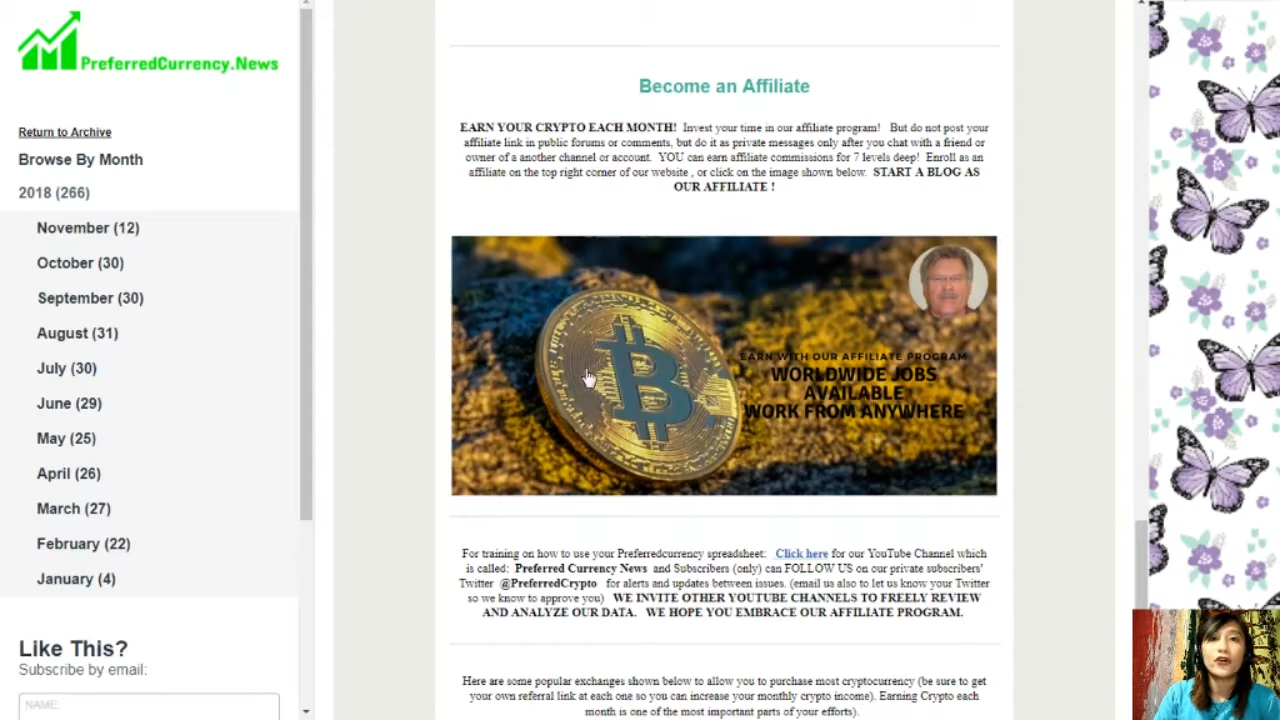 PreferredCurrency.News
Return to Archive
Browse By Month
2018 (266)
November (12)
October (30)
September (30)
August (31)
July (30)
June (29)
May (25)
April (26)
March (27)
February (22)
January (4)
Like This?
Subscribe by email:
NAME:
Become an Affiliate
EARN YOUR CRYPTO EACH MONTH! Invest your time in our affiliate program! But do not post your
affiliate link in public forums or comments, but do it as private messages only after you chat with a friend or
owner of a another channel or account. YOU can earn affiliate commissions for 7 levels deep! Enroll as an
affiliate on the top right corner of our website , or click on the image shown below. START A BLOG AS
OUR AFFILIATE !
EARN WITH OUR AFFILIATE PROGRAM
WORLDWIDE JOBS
AVAILABLE
WORK FROM ANYWHERE
For training on how to use your Preferredcurrency spreadsheet: Click here for our YouTube Channel which
is called: Preferred Currency News and Subscribers (only) can FOLLOW US on our private subscribers'
Twitter @PreferredCrypto for alerts and updates between issues. (email us also to let us know your Twitter
so we know to approve you) WE INVITE OTHER YOUTUBE CHANNELS TO FREELY REVIEW
AND ANALYZE OUR DATA. WE HOPE YOU EMBRACE OUR AFFILIATE PROGRAM.
Here are some popular exchanges shown below to allow you to purchase most cryptocurrency (be sure to get
your own referral link at each one so you can increase your monthly crypto income). Earning Crypto each
month is one of the most important parts of your efforts).